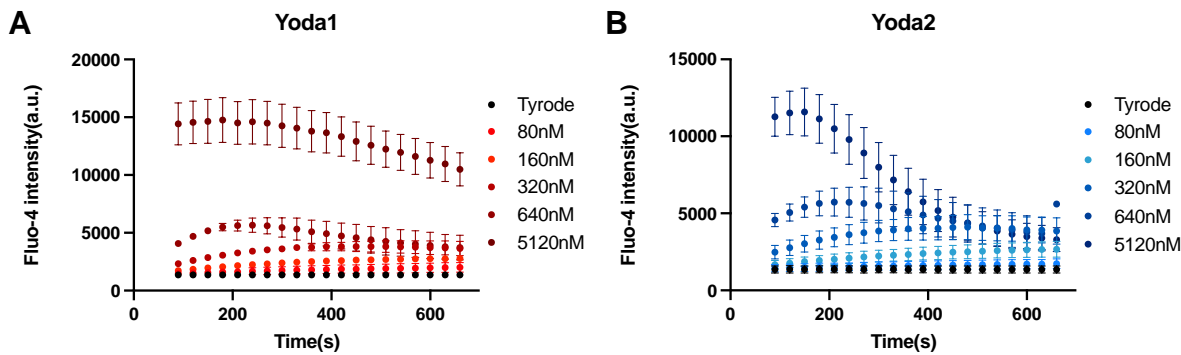 A
Yoda1
Fluo-4 intensity(a.u.)
20000
15000
10000
5000
0
0
200
400
600
Time(s)
Tyrode
80nM
160nM
320nM
640nM
5120nM
B
Yoda2
Fluo-4 intensity(a.u.)
15000
10000
5000
0
0
200
400
600
Time(s)
Tyrode
80nM
160nM
320nM
640nM
5120nM